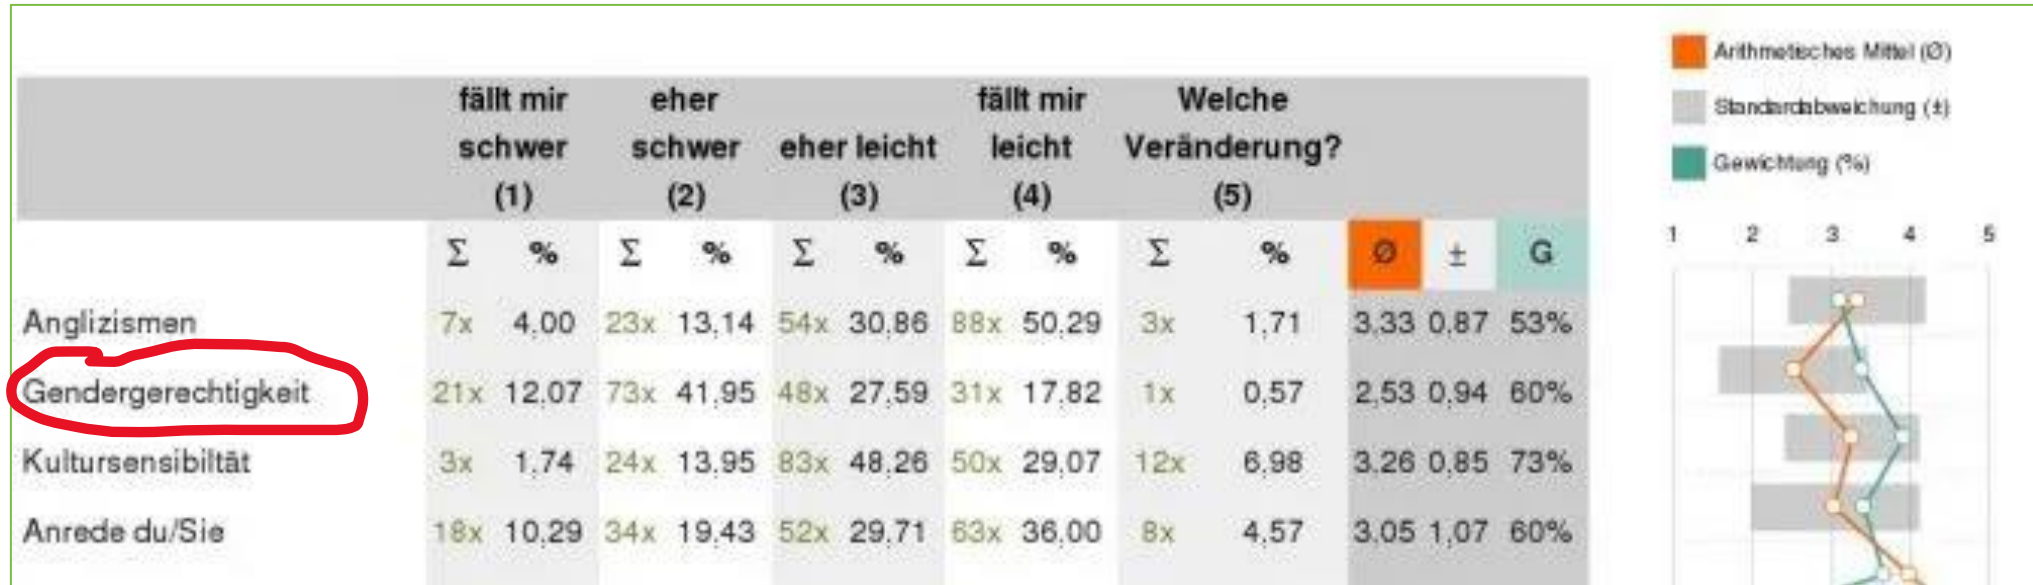 Arithmetisches Mittel (Ø)
Standardabweichung (±)
Gewichtung (%)
fällt mir schwer (1) eher schwer (2) eher leicht (3) fällt mir leicht (4) Welche Veränderung? (5)
Σ % Σ % Σ % Σ % Σ % Ø ± G
1 2 3 4 5
Anglizismen 7x 4,00 23x 13,14 54x 30,86 88x 50,29 3x 1,71 3,33 0,87 53%
Gendergerechtigkeit 21x 12,07 73x 41,95 48x 27,59 31x 17,82 1x 0,57 2,53 0,94 60%
Kultursensibiltät 3x 1,74 24x 13,95 83x 48,26 50x 29,07 12x 6,98 3,26 0,85 73%
Anrede du/Sie 18x 10,29 34x 19,43 52x 29,71 63x 36,00 8x 4,57 3,05 1,07 60%